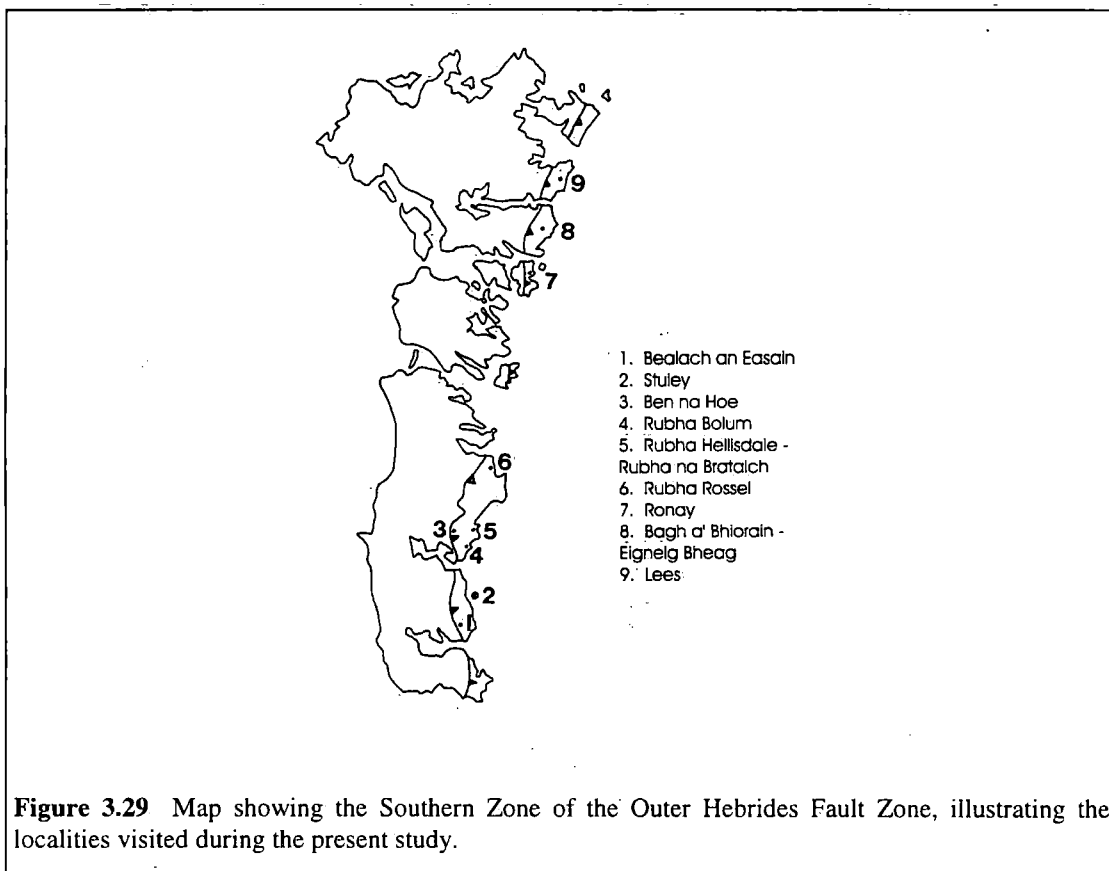 9
8
7
1. Bealach an Easain
2. Stuley
3. Ben na Hoe
4. Rubha Bolum
5. Rubha Hellisdale -
Rubha na Brataich
6. Rubha Rossel
7. Ronay
8. Bagh a' Bhiorain -
Eigneig Bheag
9. Lees
6
3 5
4
2
1
Figure 3.29 Map showing the Southern Zone of the Outer Hebrides Fault Zone, illustrating the
localities visited during the present study.